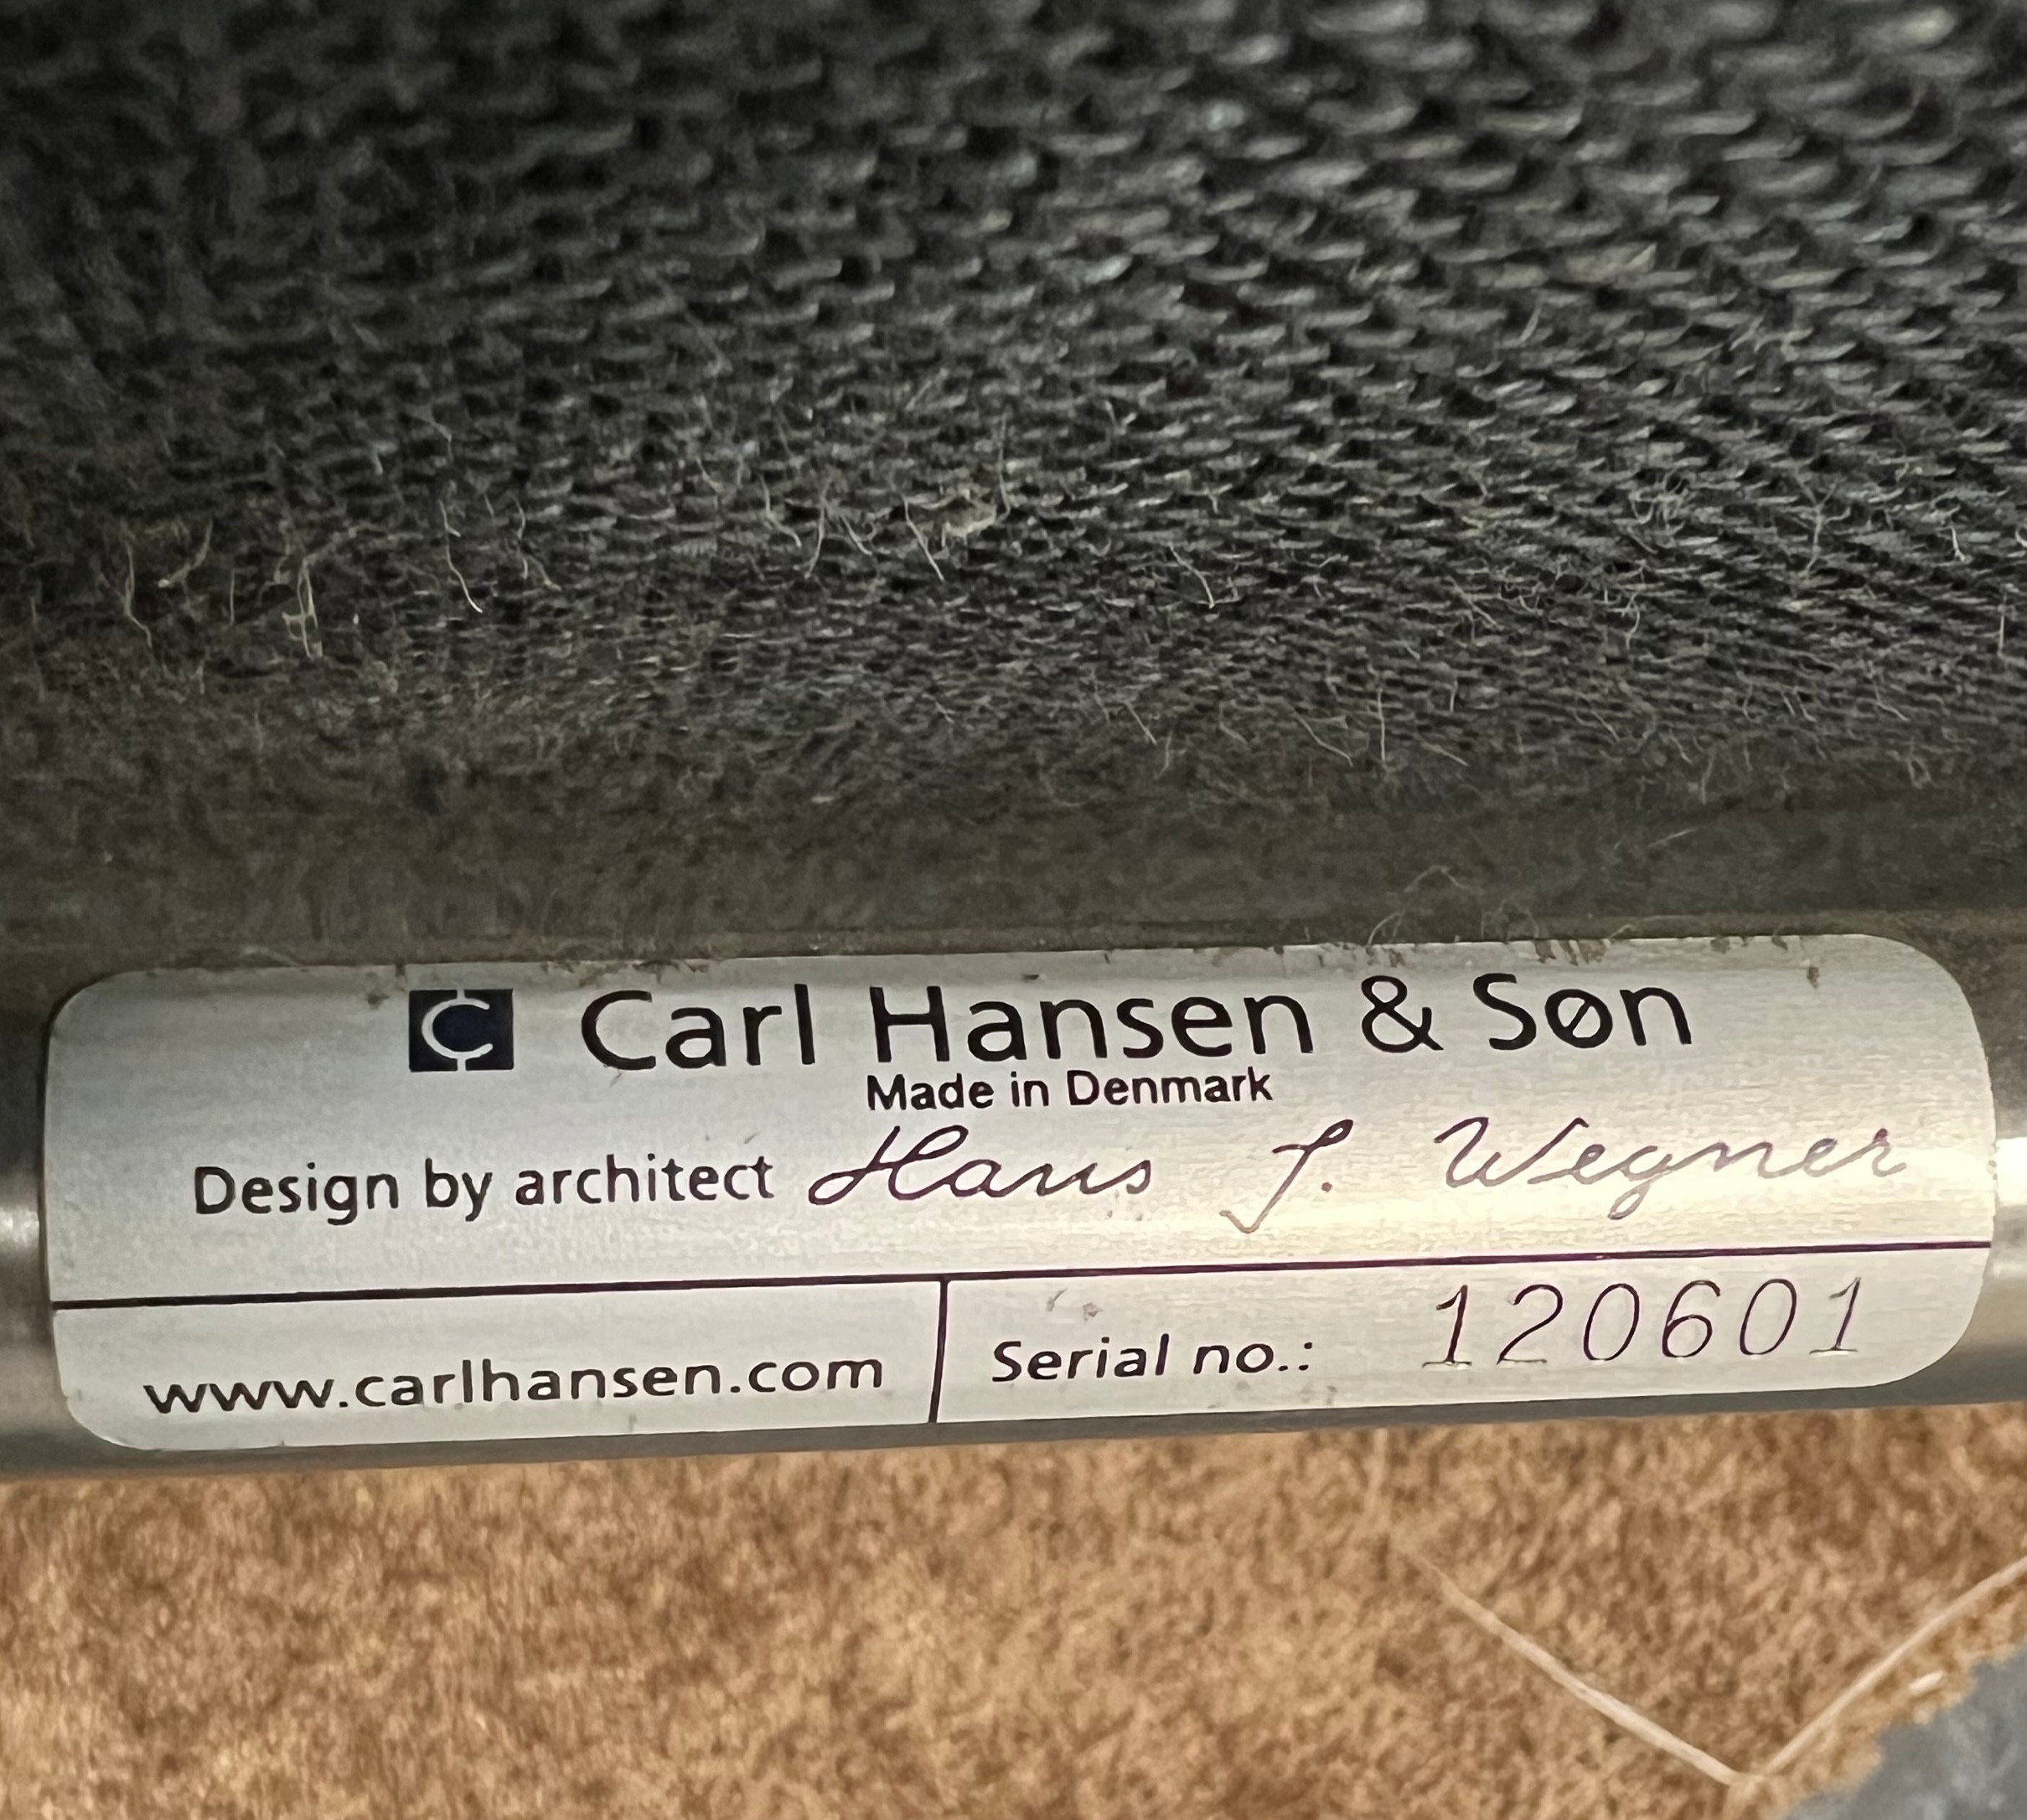 C Carl Hansen & Søn
Made in Denmark
Design by architect Hans J. Wegner
www.carlhansen.com
Serial no.: 120601